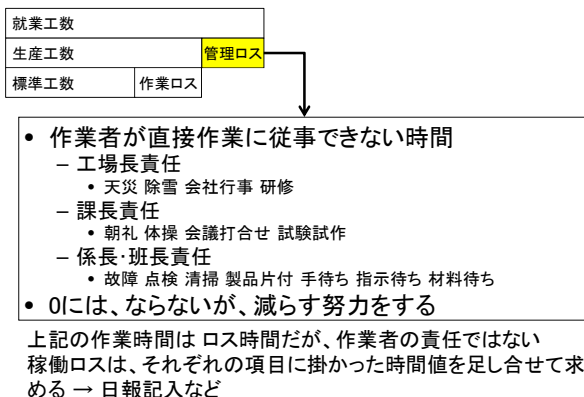 就業工数
生産工数 管理ロス
標準工数 作業ロス
• 作業者が直接作業に従事できない時間
– 工場長責任
• 天災 除雪 会社行事 研修
– 課長責任
• 朝礼 体操 会議打合せ 試験試作
– 係長・班長責任
• 故障 点検 清掃 製品片付 手待ち 指示待ち 材料待ち
• 0には、ならないが、減らす努力をする
上記の作業時間は ロス時間だが、作業者の責任ではない
稼働ロスは、それぞれの項目に掛かった時間値を足し合せて求
める → 日報記入など